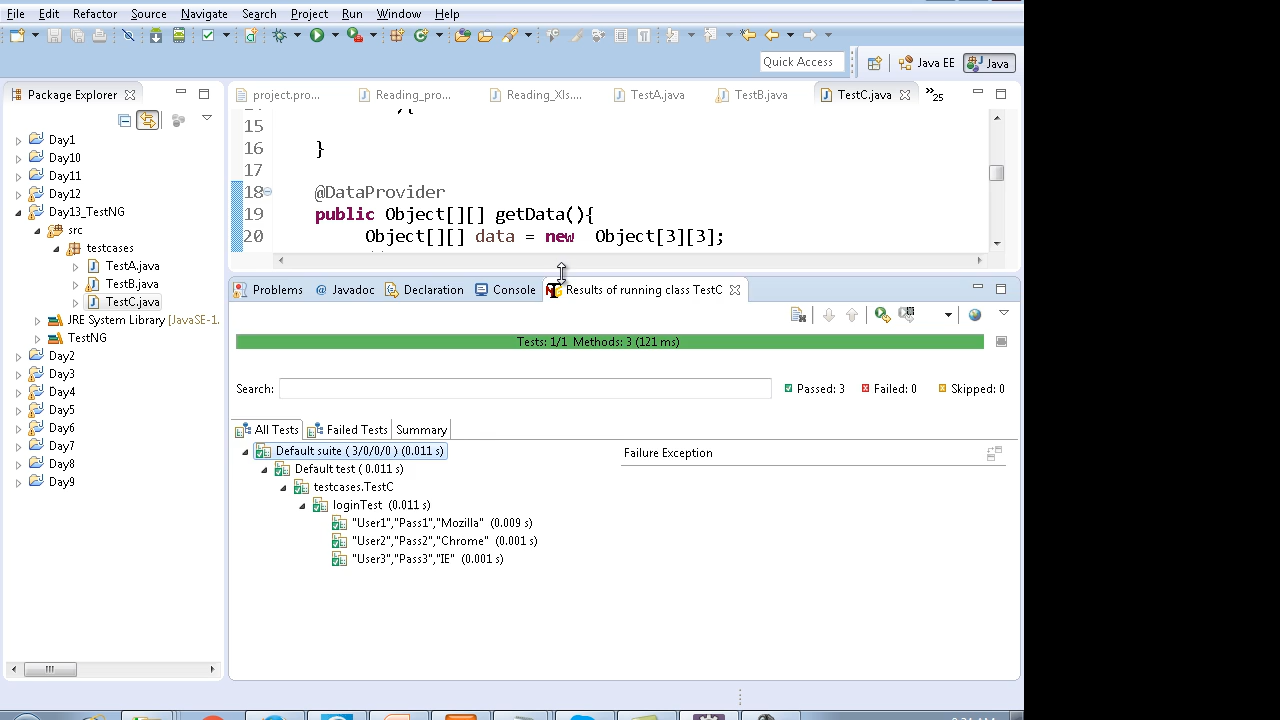 File Edit Refactor Source Navigate Search Project Run Window Help
Quick Access
Java EE
Java
Package Explorer
Day1
Day10
Day11
Day12
Day13_TestNG
src
testcases
TestA.java
TestB.java
TestC.java
JRE System Library [JavaSE-1.
TestNG
Day2
Day3
Day4
Day5
Day6
Day7
Day8
Day9
project.pro... Reading_pro... Reading_Xls.... TestA.java TestB.java TestC.java »25
15
16 }
17
18 @DataProvider
19 public Object[][] getData(){
20 Object[][] data = new Object[3][3];
Problems @ Javadoc Declaration Console Results of running class TestC
Tests: 1/1 Methods: 3 (121 ms)
Search: Passed: 3 Failed: 0 Skipped: 0
All Tests Failed Tests Summary
Default suite ( 3/0/0/0 ) (0.011 s)
Default test ( 0.011 s)
testcases.TestC
loginTest (0.011 s)
"User1","Pass1","Mozilla" (0.009 s)
"User2","Pass2","Chrome" (0.001 s)
"User3","Pass3","IE" (0.001 s)
Failure Exception